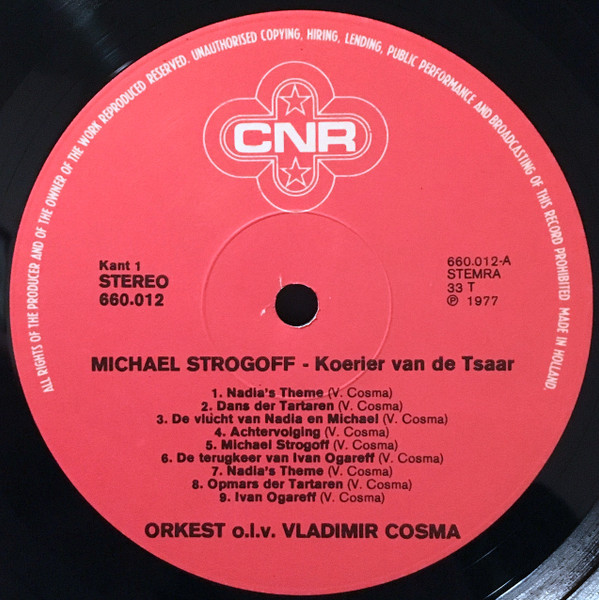 ALL RIGHTS OF THE PRODUCER AND OF THE OWNER OF THE WORK REPRODUCED RESERVED. UNAUTHORISED COPYING, HIRING, LENDING, PUBLIC PERFORMANCE AND BROADCASTING OF THIS RECORD PROHIBITED MADE IN HOLLAND.
CNR
Kant 1
STEREO
660.012
660.012-A
STEMRA
33 T
℗ 1977
MICHAEL STROGOFF - Koerier van de Tsaar
1. Nadia's Theme (V. Cosma)
2. Dans der Tartaren (V. Cosma)
3. De vlucht van Nadia en Michael (V. Cosma)
4. Achtervolging (V. Cosma)
5. Michael Strogoff (V. Cosma)
6. De terugkeer van Ivan Ogareff (V. Cosma)
7. Nadia's Theme (V. Cosma)
8. Opmars der Tartaren (V. Cosma)
9. Ivan Ogareff (V. Cosma)
ORKEST o.l.v. VLADIMIR COSMA